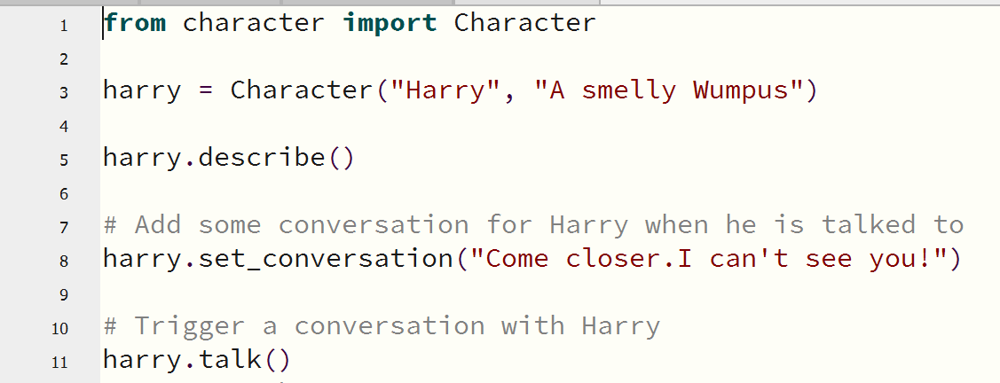 1 from character import Character
2
3 harry = Character("Harry", "A smelly Wumpus")
4
5 harry.describe()
6
7 # Add some conversation for Harry when he is talked to
8 harry.set_conversation("Come closer.I can't see you!")
9
10 # Trigger a conversation with Harry
11 harry.talk()